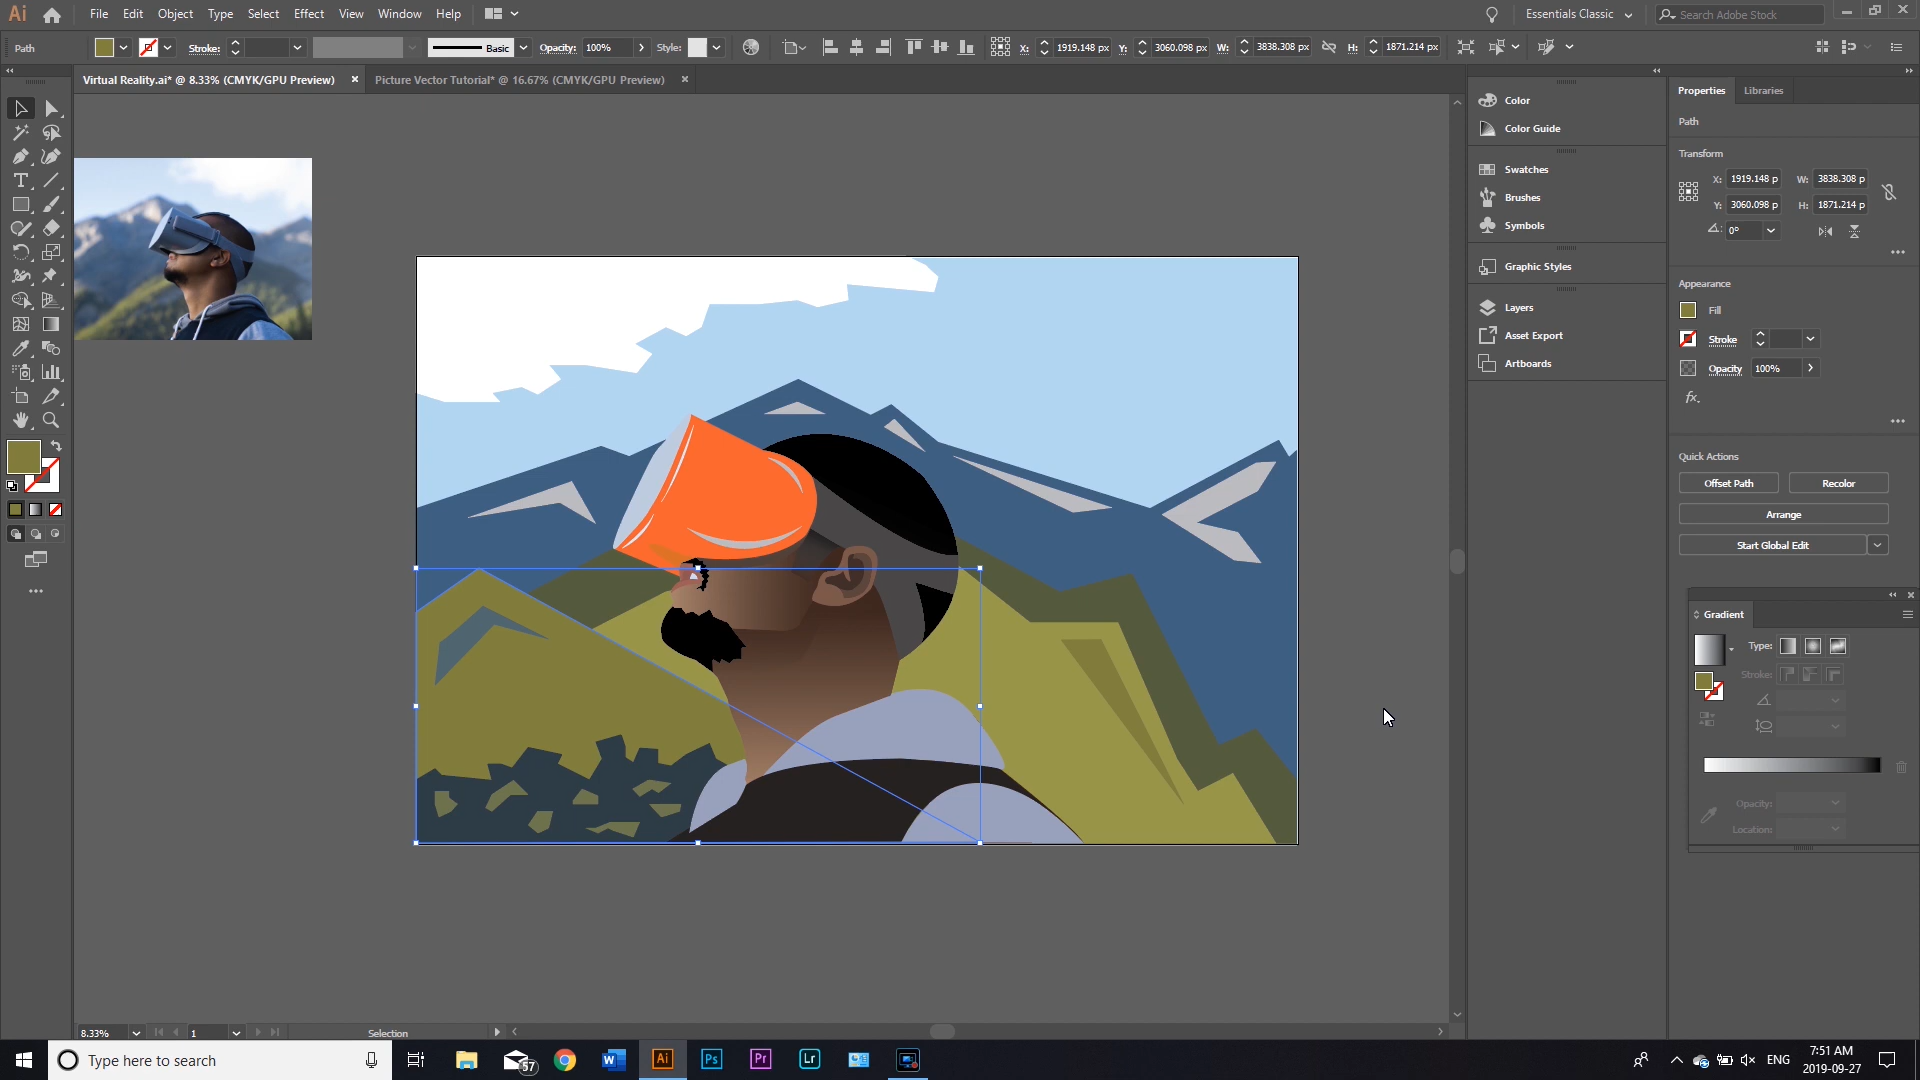 Ai File Edit Object Type Select Effect View Window Help Essentials Classic Search Adobe Stock
Path Stroke: Basic Opacity: 100% Style: X: 1919.148 px Y: 3060.098 px W: 3838.308 px H: 1871.214 px
Virtual Reality.ai* @ 8.33% (CMYK/GPU Preview) × Picture Vector Tutorial* @ 16.67% (CMYK/GPU Preview) ×
Color
Color Guide
Swatches
Brushes
Symbols
Graphic Styles
Layers
Asset Export
Artboards
Properties Libraries
Path
Transform
X: 1919.148 p W: 3838.308 p
Y: 3060.098 p H: 1871.214 p
0°
Appearance
Fill
Stroke
Opacity 100%
fx.
Quick Actions
Offset Path Recolor
Arrange
Start Global Edit
Gradient
Type:
Stroke:
Opacity:
Location:
8.33% 1 Selection
Type here to search 57 Ai Ps Pr Lr ENG 7:51 AM
2019-09-27